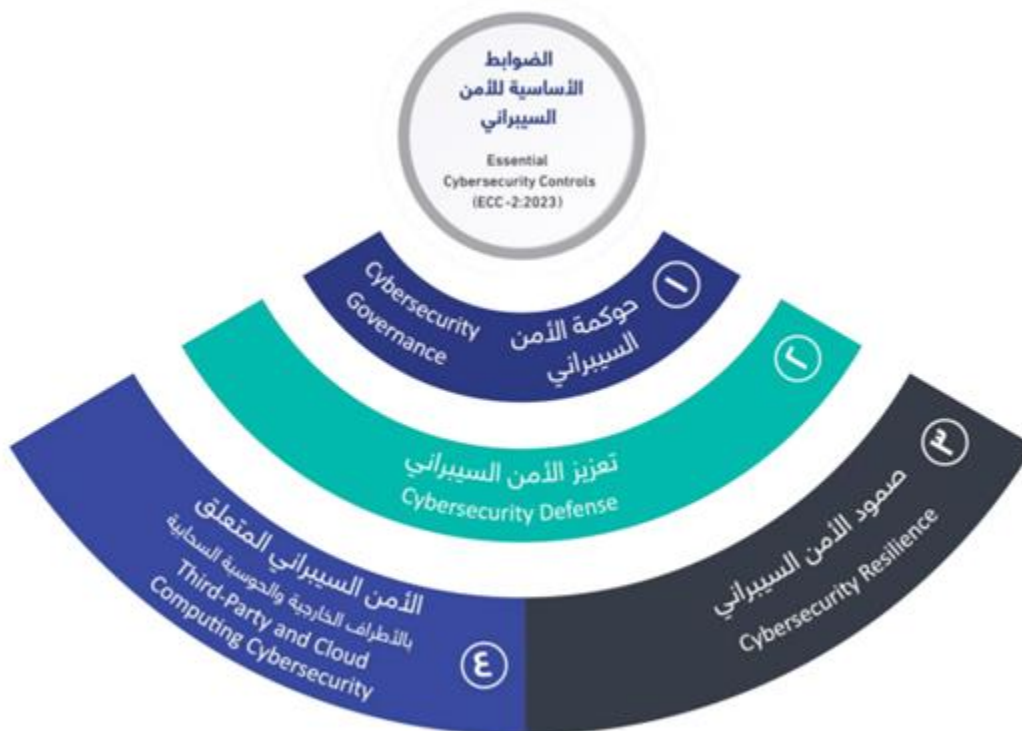 الضوابط
الأساسية للأمن
السيبراني
Essential
Cybersecurity Controls
(ECC-2:2023)
١
حوكمة الأمن
السيبراني
Cybersecurity
Governance
٢
تعزيز الأمن السيبراني
Cybersecurity Defense
٣
صمود الأمن السيبراني
Cybersecurity Resilience
٤
الأمن السيبراني المتعلق
بالأطراف الخارجية والحوسبة السحابية
Third-Party and Cloud
Computing Cybersecurity